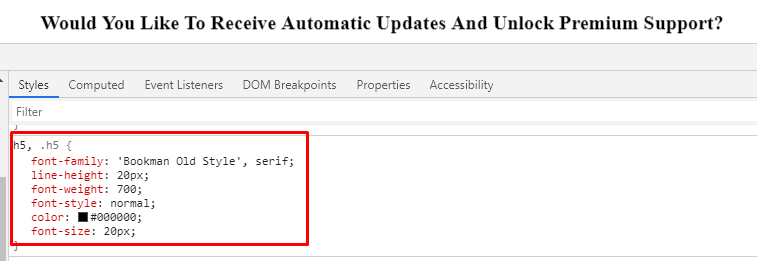 Would You Like To Receive Automatic Updates And Unlock Premium Support?
Styles Computed Event Listeners DOM Breakpoints Properties Accessibility
Filter
}
h5, .h5 {
font-family: 'Bookman Old Style', serif;
line-height: 20px;
font-weight: 700;
font-style: normal;
color: #000000;
font-size: 20px;
}